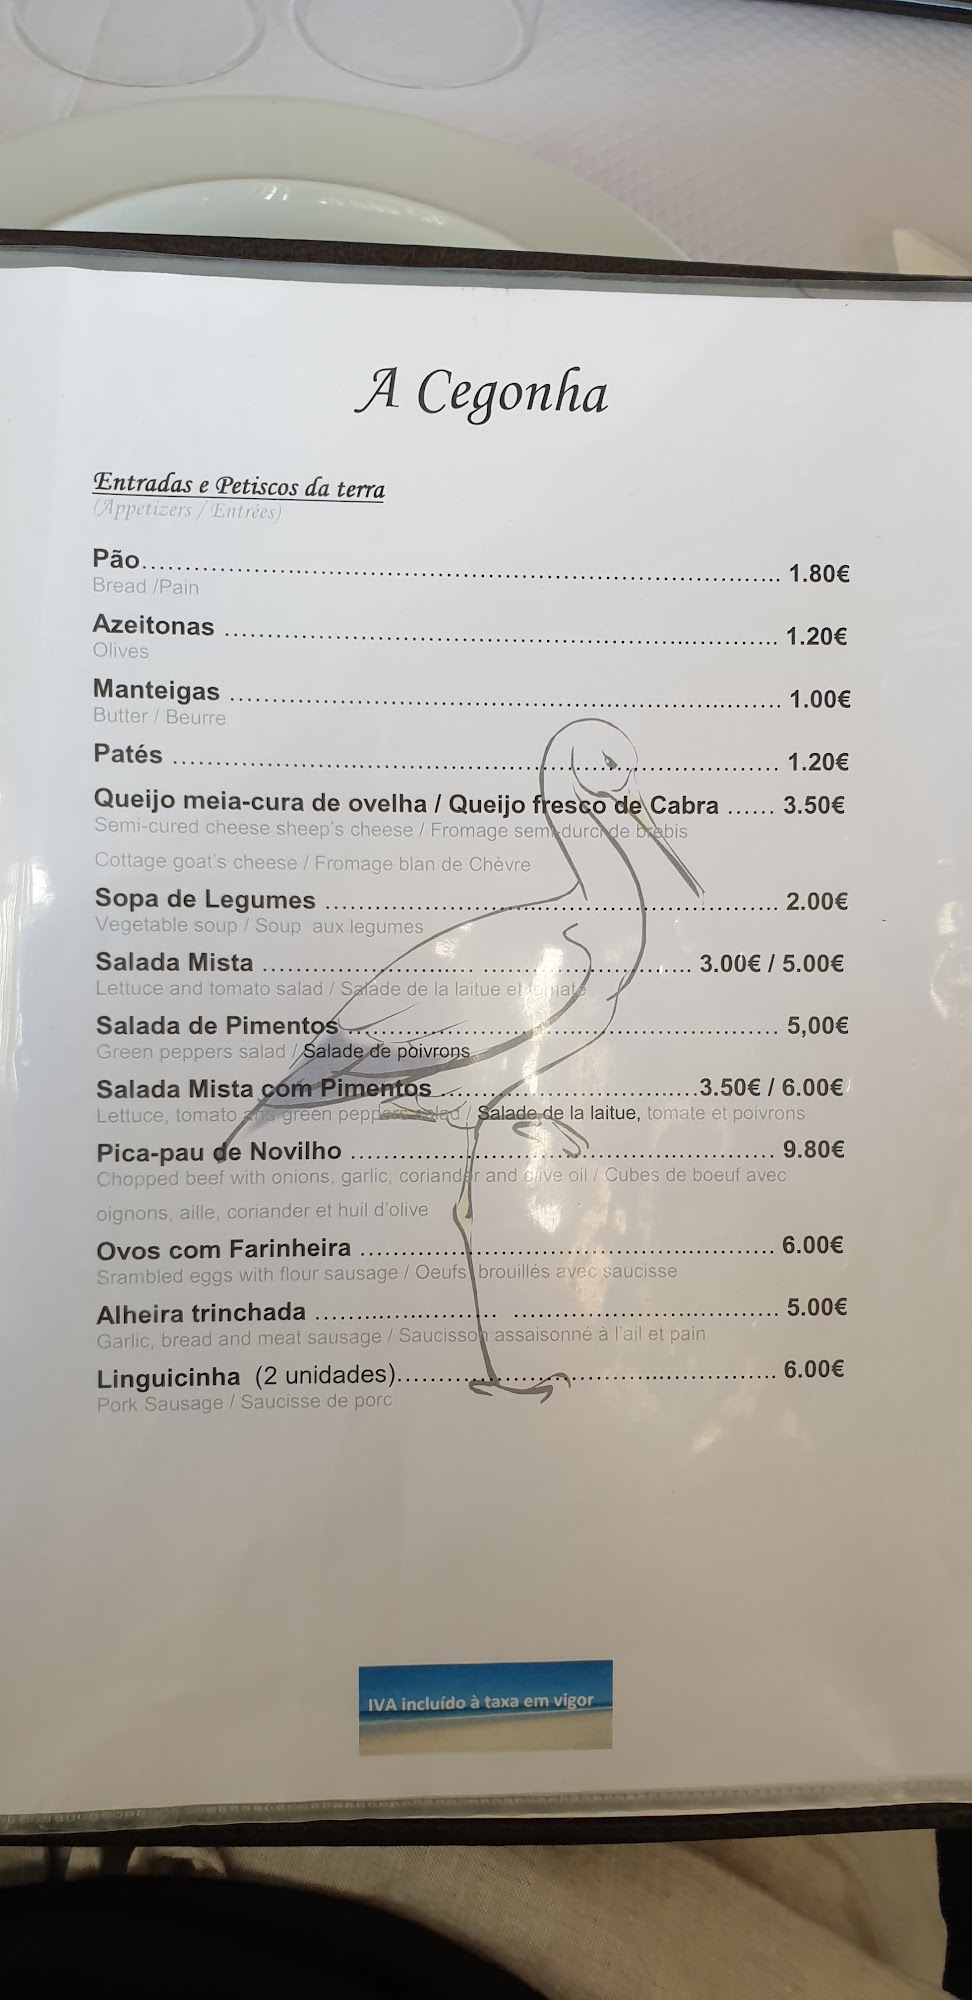 A Cegonha
Entradas e Petiscos da terra
(Appetizers / Entrées)
Pão.................... 1.80€
Bread /Pain
Azeitonas .................... 1.20€
Olives
Manteigas .................... 1.00€
Butter / Beurre
Patés .................... 1.20€
Queijo meia-cura de ovelha / Queijo fresco de Cabra ...... 3.50€
Semi-cured cheese sheep's cheese / Fromage semi-durci de brebis
Cottage goat's cheese / Fromage blan de Chèvre
Sopa de Legumes .................... 2.00€
Vegetable soup / Soup aux legumes
Salada Mista .................... 3.00€ / 5.00€
Lettuce and tomato salad / Salade de la laitue et tomate
Salada de Pimentos .................... 5,00€
Green peppers salad / Salade de poivrons
Salada Mista com Pimentos ....................3.50€ / 6.00€
Lettuce, tomato and green peppers salad / Salade de la laitue, tomate et poivrons
Pica-pau de Novilho .................... 9.80€
Chopped beef with onions, garlic, coriander and olive oil / Cubes de boeuf avec
oignons, aille, coriander et huil d'olive
Ovos com Farinheira .................... 6.00€
Srambled eggs with flour sausage / Oeufs brouillés avec saucisse
Alheira trinchada .................... 5.00€
Garlic, bread and meat sausage / Saucisson assaisonné à l'ail et pain
Linguicinha (2 unidades).................... 6.00€
Pork Sausage / Saucisse de porc
IVA incluído à taxa em vigor